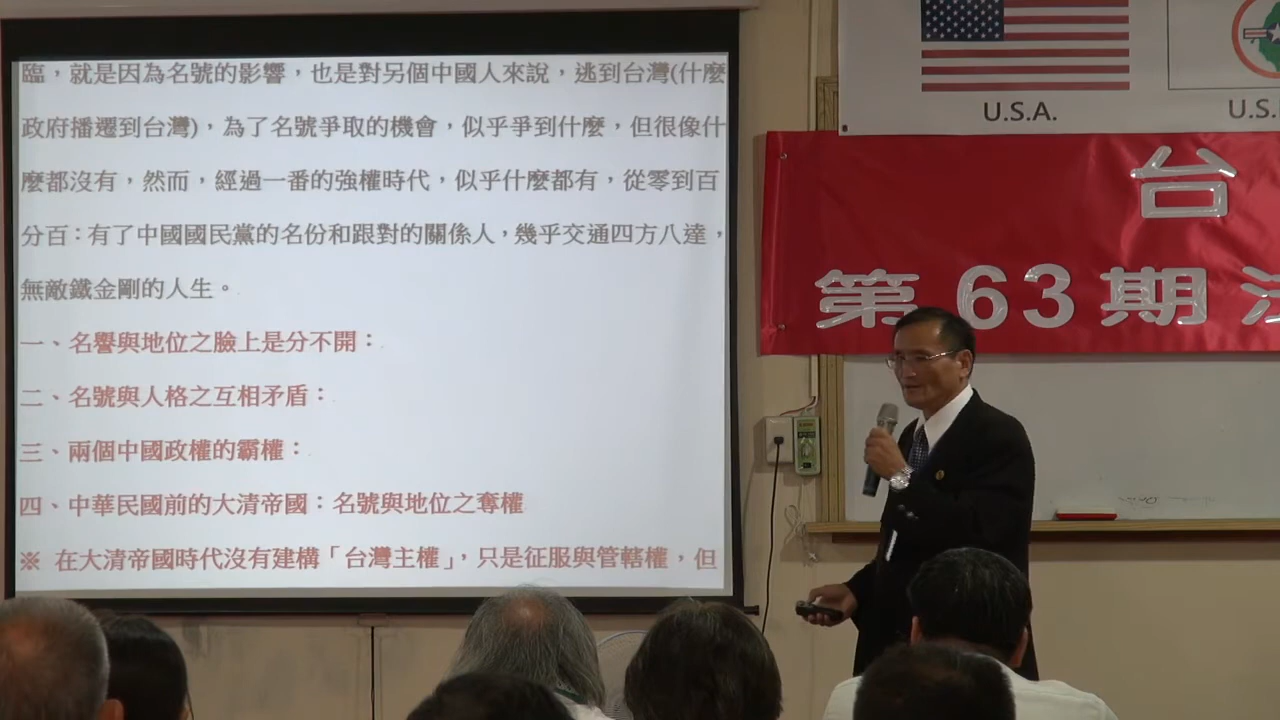 臨，就是因為名號的影響，也是對另個中國人來說，逃到台灣(什麼
政府播遷到台灣)，為了名號爭取的機會，似乎爭到什麼，但很像什
麼都沒有，然而，經過一番的強權時代，似乎什麼都有，從零到百
分百：有了中國國民黨的名份和跟對的關係人，幾乎交通四方八達，
無敵鐵金剛的人生。
一、名譽與地位之臉上是分不開：
二、名號與人格之互相矛盾：
三、兩個中國政權的霸權：
四、中華民國前的大清帝國：名號與地位之奪權
※ 在大清帝國時代沒有建構「台灣主權」，只是征服與管轄權，但
U.S.A.
U.S.
台
第63期法